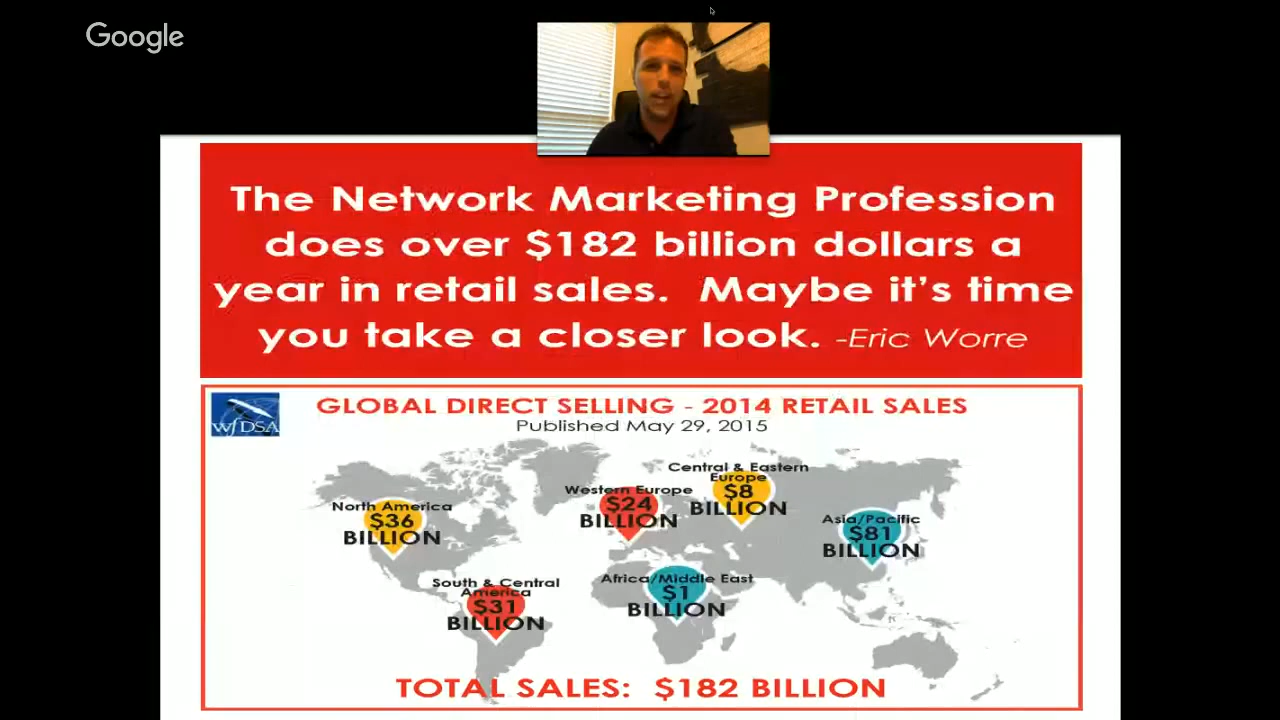 Google
The Network Marketing Profession
does over $182 billion dollars a
year in retail sales. Maybe it's time
you take a closer look. -Eric Worre
WFDSA
GLOBAL DIRECT SELLING - 2014 RETAIL SALES
Published May 29, 2015
North America
$36
BILLION
Western Europe
$24
BILLION
Central & Eastern
Europe
$8
BILLION
Asia/Pacific
$81
BILLION
South & Central
America
$31
BILLION
Africa/Middle East
$1
BILLION
TOTAL SALES: $182 BILLION